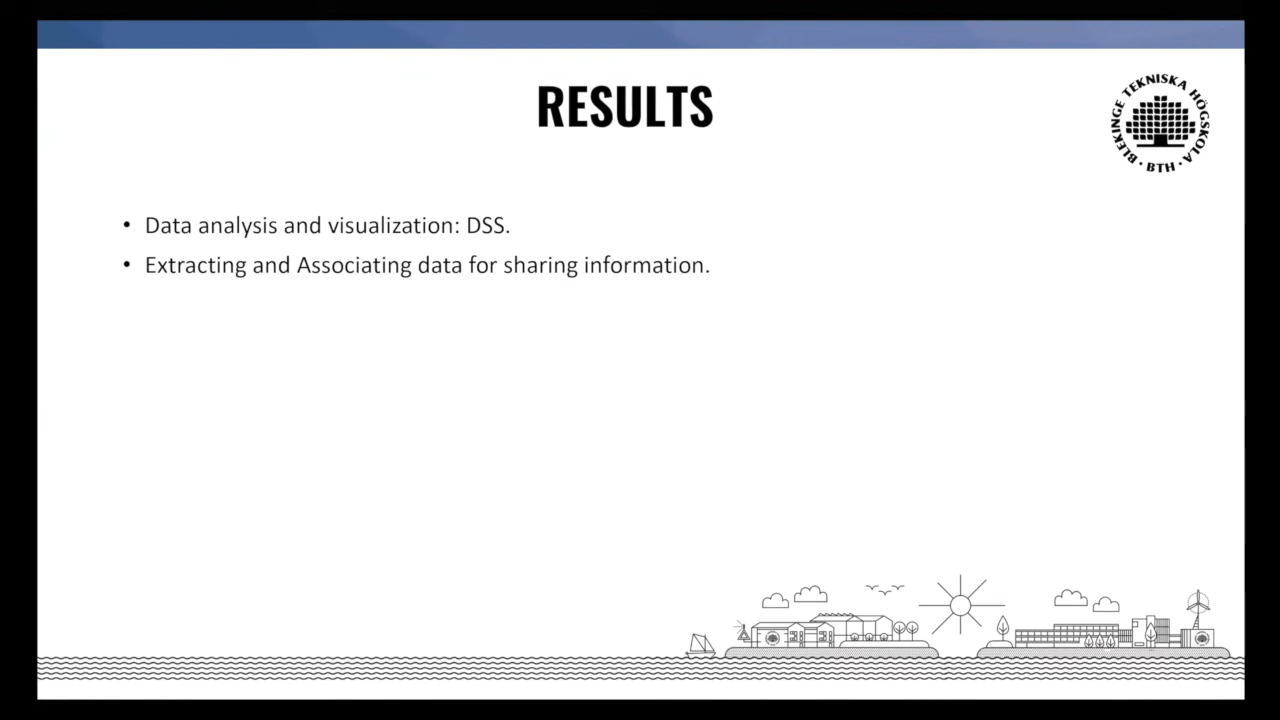 RESULTS
BLEKINGE TEKNISKA HÖGSKOLA
· BTH ·
• Data analysis and visualization: DSS.
• Extracting and Associating data for sharing information.